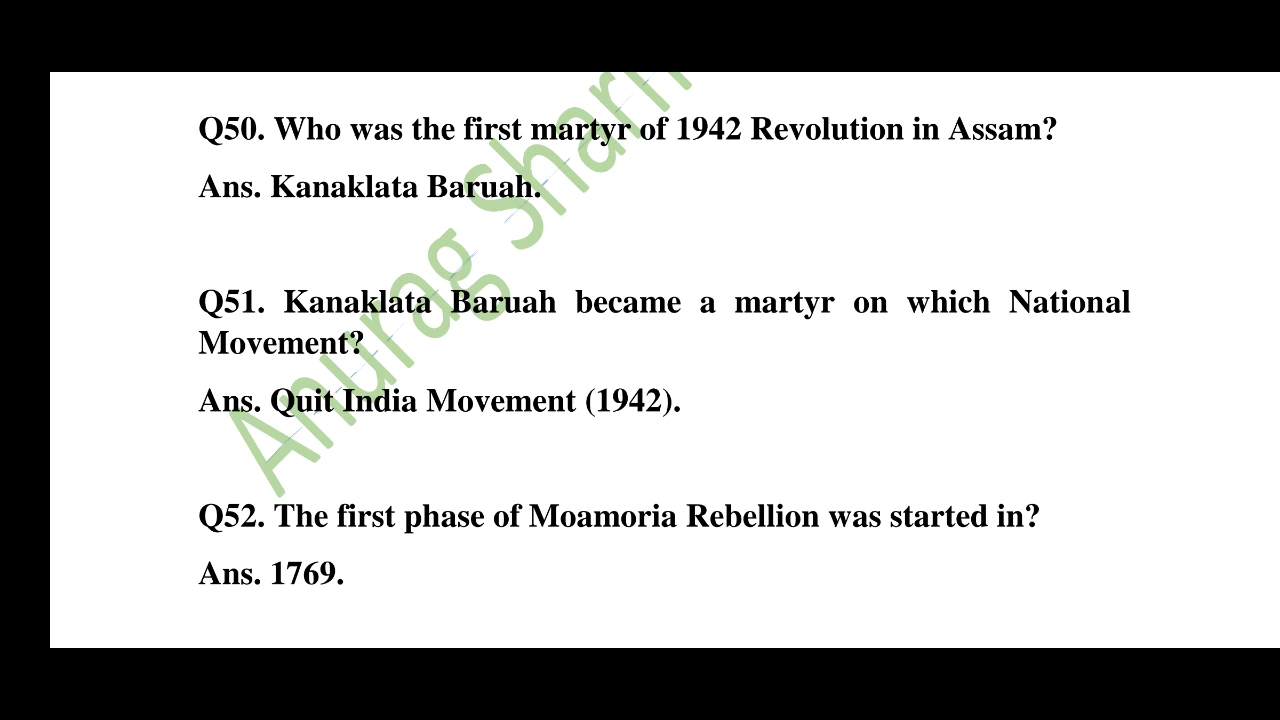 Q50. Who was the first martyr of 1942 Revolution in Assam?
Ans. Kanaklata Baruah.
Q51. Kanaklata Baruah became a martyr on which National
Movement?
Ans. Quit India Movement (1942).
Q52. The first phase of Moamoria Rebellion was started in?
Ans. 1769.
Anurag